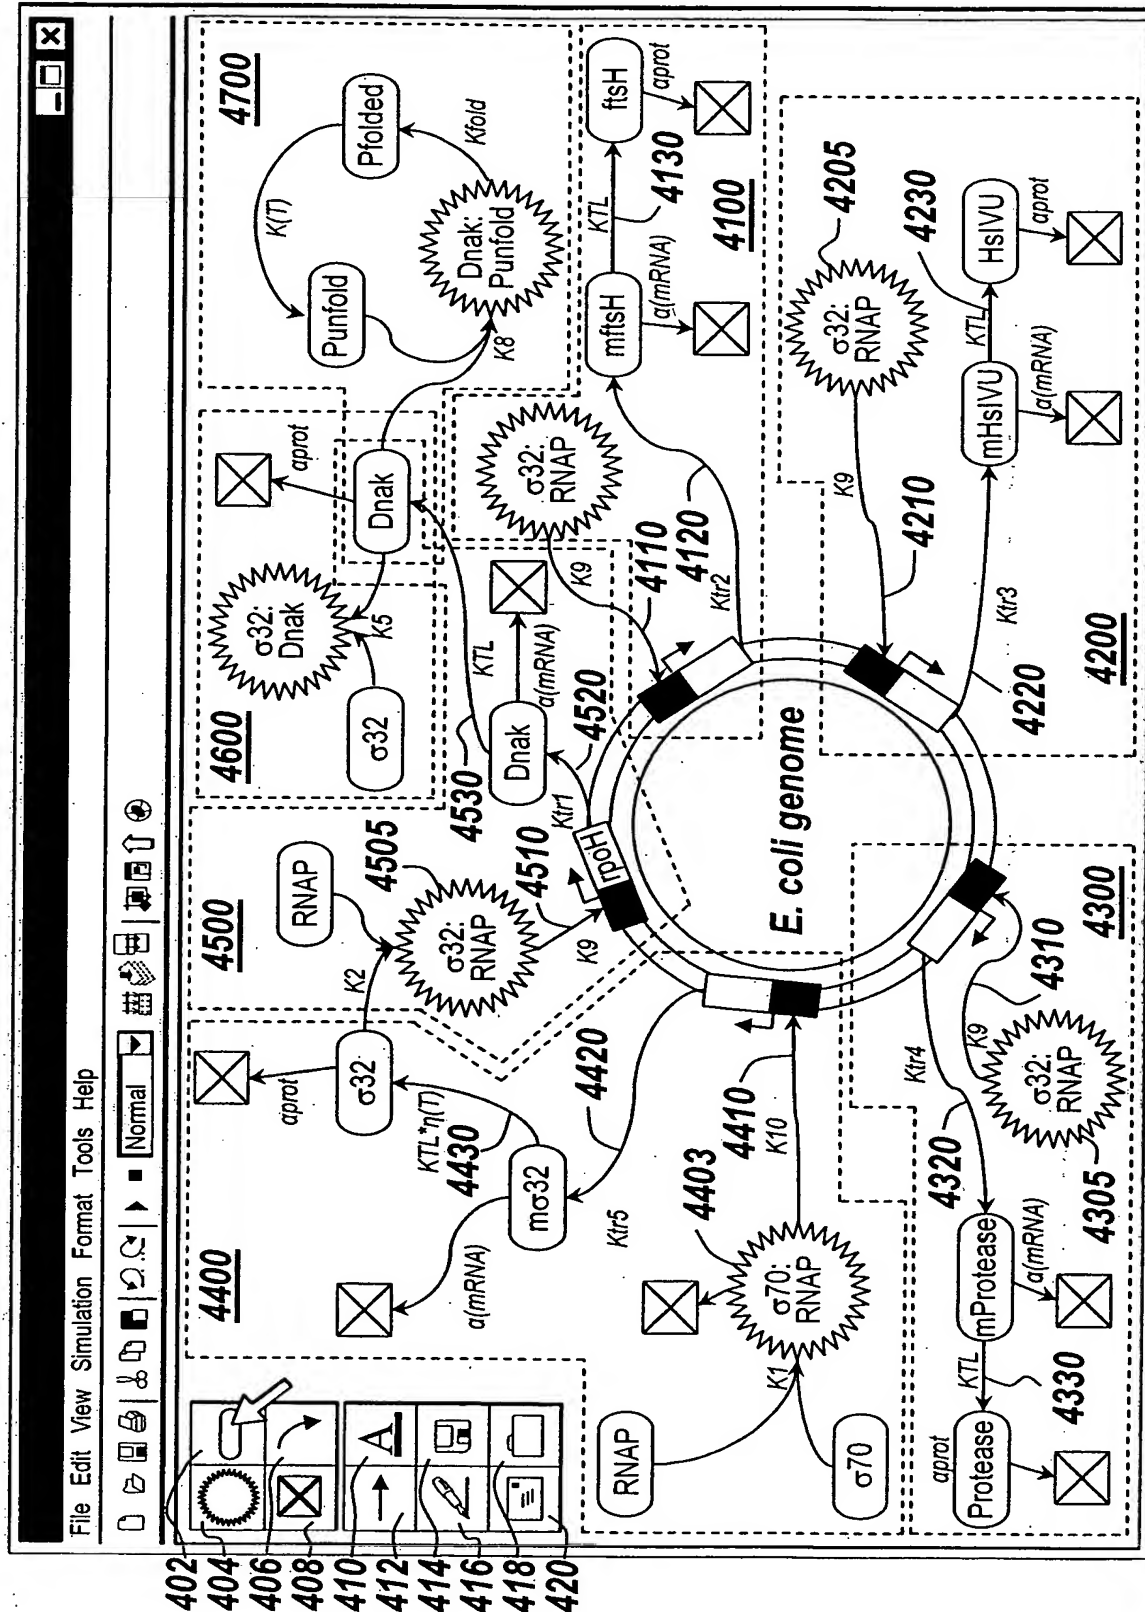 File Edit View Simulation Format Tools Help
Normal
402
404
406
408
410
412
414
416
418
420
A
4400
α(mRNA)
mσ32
KTL*η(T)
4430
aprot
σ32
Ktr5
4420
RNAP
σ70
K1
σ70:
RNAP
4403
K10
4410
4500
RNAP
K2
σ32:
RNAP
4505
K9
4510
rpoH
Ktr1
4520
Dnak
α(mRNA)
KTL
4530
4600
σ32
K5
σ32:
Dnak
Dnak
aprot
4700
Punfold
K(T)
Pfolded
Kfold
Dnak:
Punfold
K8
σ32:
RNAP
K9
4110
4120
Ktr2
mftsH
α(mRNA)
KTL
4130
ftsH
aprot
4100
E. coli genome
σ32:
RNAP
4205
K9
4210
Ktr3
4220
mHslVU
α(mRNA)
KTL
4230
HslVU
aprot
4200
4300
4310
K9
σ32:
RNAP
4305
Ktr4
4320
mProtease
α(mRNA)
KTL
4330
Protease
aprot